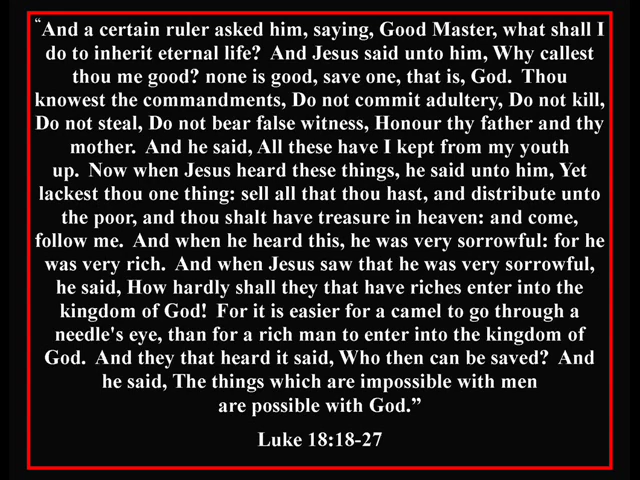 “And a certain ruler asked him, saying, Good Master, what shall I
do to inherit eternal life?  And Jesus said unto him, Why callest
thou me good? none is good, save one, that is, God.  Thou
knowest the commandments, Do not commit adultery, Do not kill,
Do not steal, Do not bear false witness, Honour thy father and thy
mother.  And he said, All these have I kept from my youth
up.  Now when Jesus heard these things, he said unto him, Yet
lackest thou one thing: sell all that thou hast, and distribute unto
the poor, and thou shalt have treasure in heaven: and come,
follow me.  And when he heard this, he was very sorrowful: for he
was very rich.  And when Jesus saw that he was very sorrowful,
he said, How hardly shall they that have riches enter into the
kingdom of God!  For it is easier for a camel to go through a
needle's eye, than for a rich man to enter into the kingdom of
God.  And they that heard it said, Who then can be saved?  And
he said, The things which are impossible with men
are possible with God.”
Luke 18:18-27